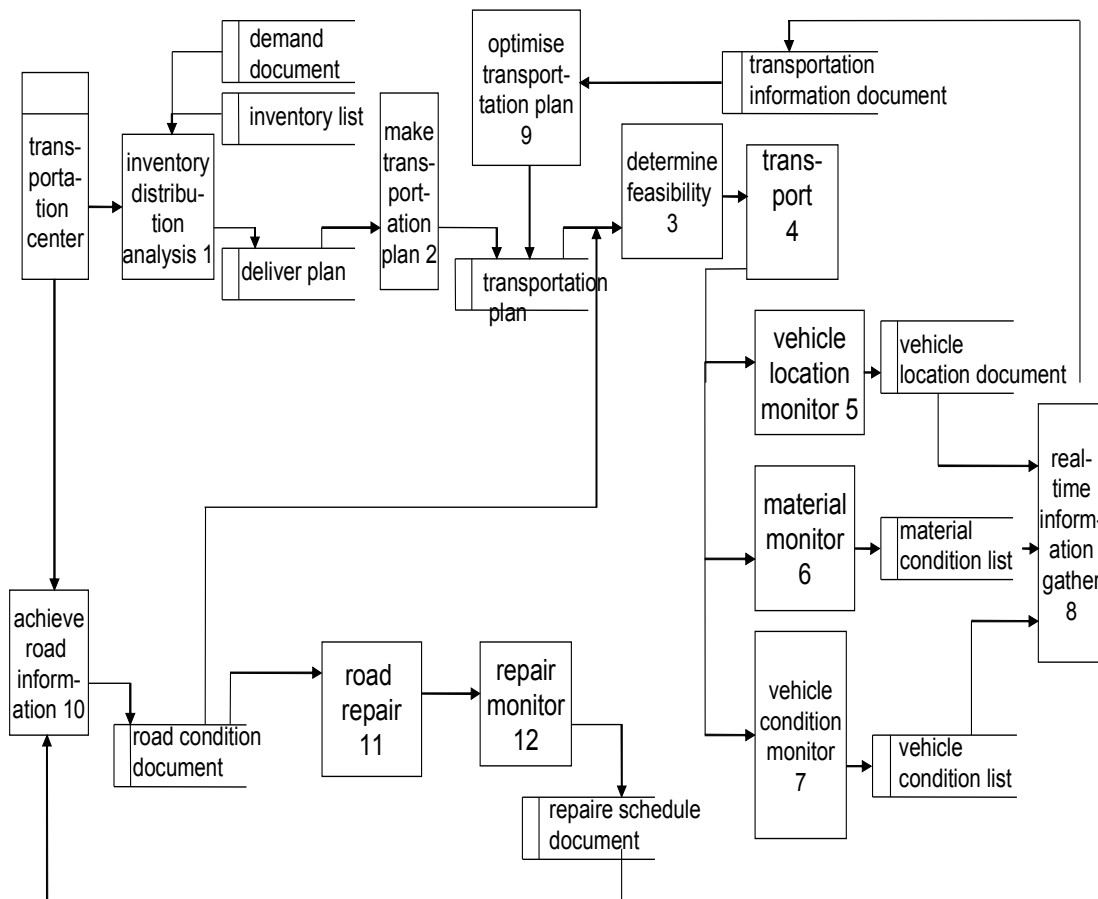 demand
document
inventory list
trans-
porta-
tion
center
inventory
distribu-
tion
analysis 1
deliver plan
make
trans-
port-
ation
plan 2
optimise
transport-
tation plan
9
transportation
information document
transportation
plan
determine
feasibility
3
trans-
port
4
vehicle
location
monitor 5
vehicle
location document
material
monitor
6
material
condition list
real-
time
inform-
ation
gather
8
vehicle
condition
monitor
7
vehicle
condition list
achieve
road
inform-
ation 10
road condition
document
road
repair
11
repair
monitor
12
repaire schedule
document